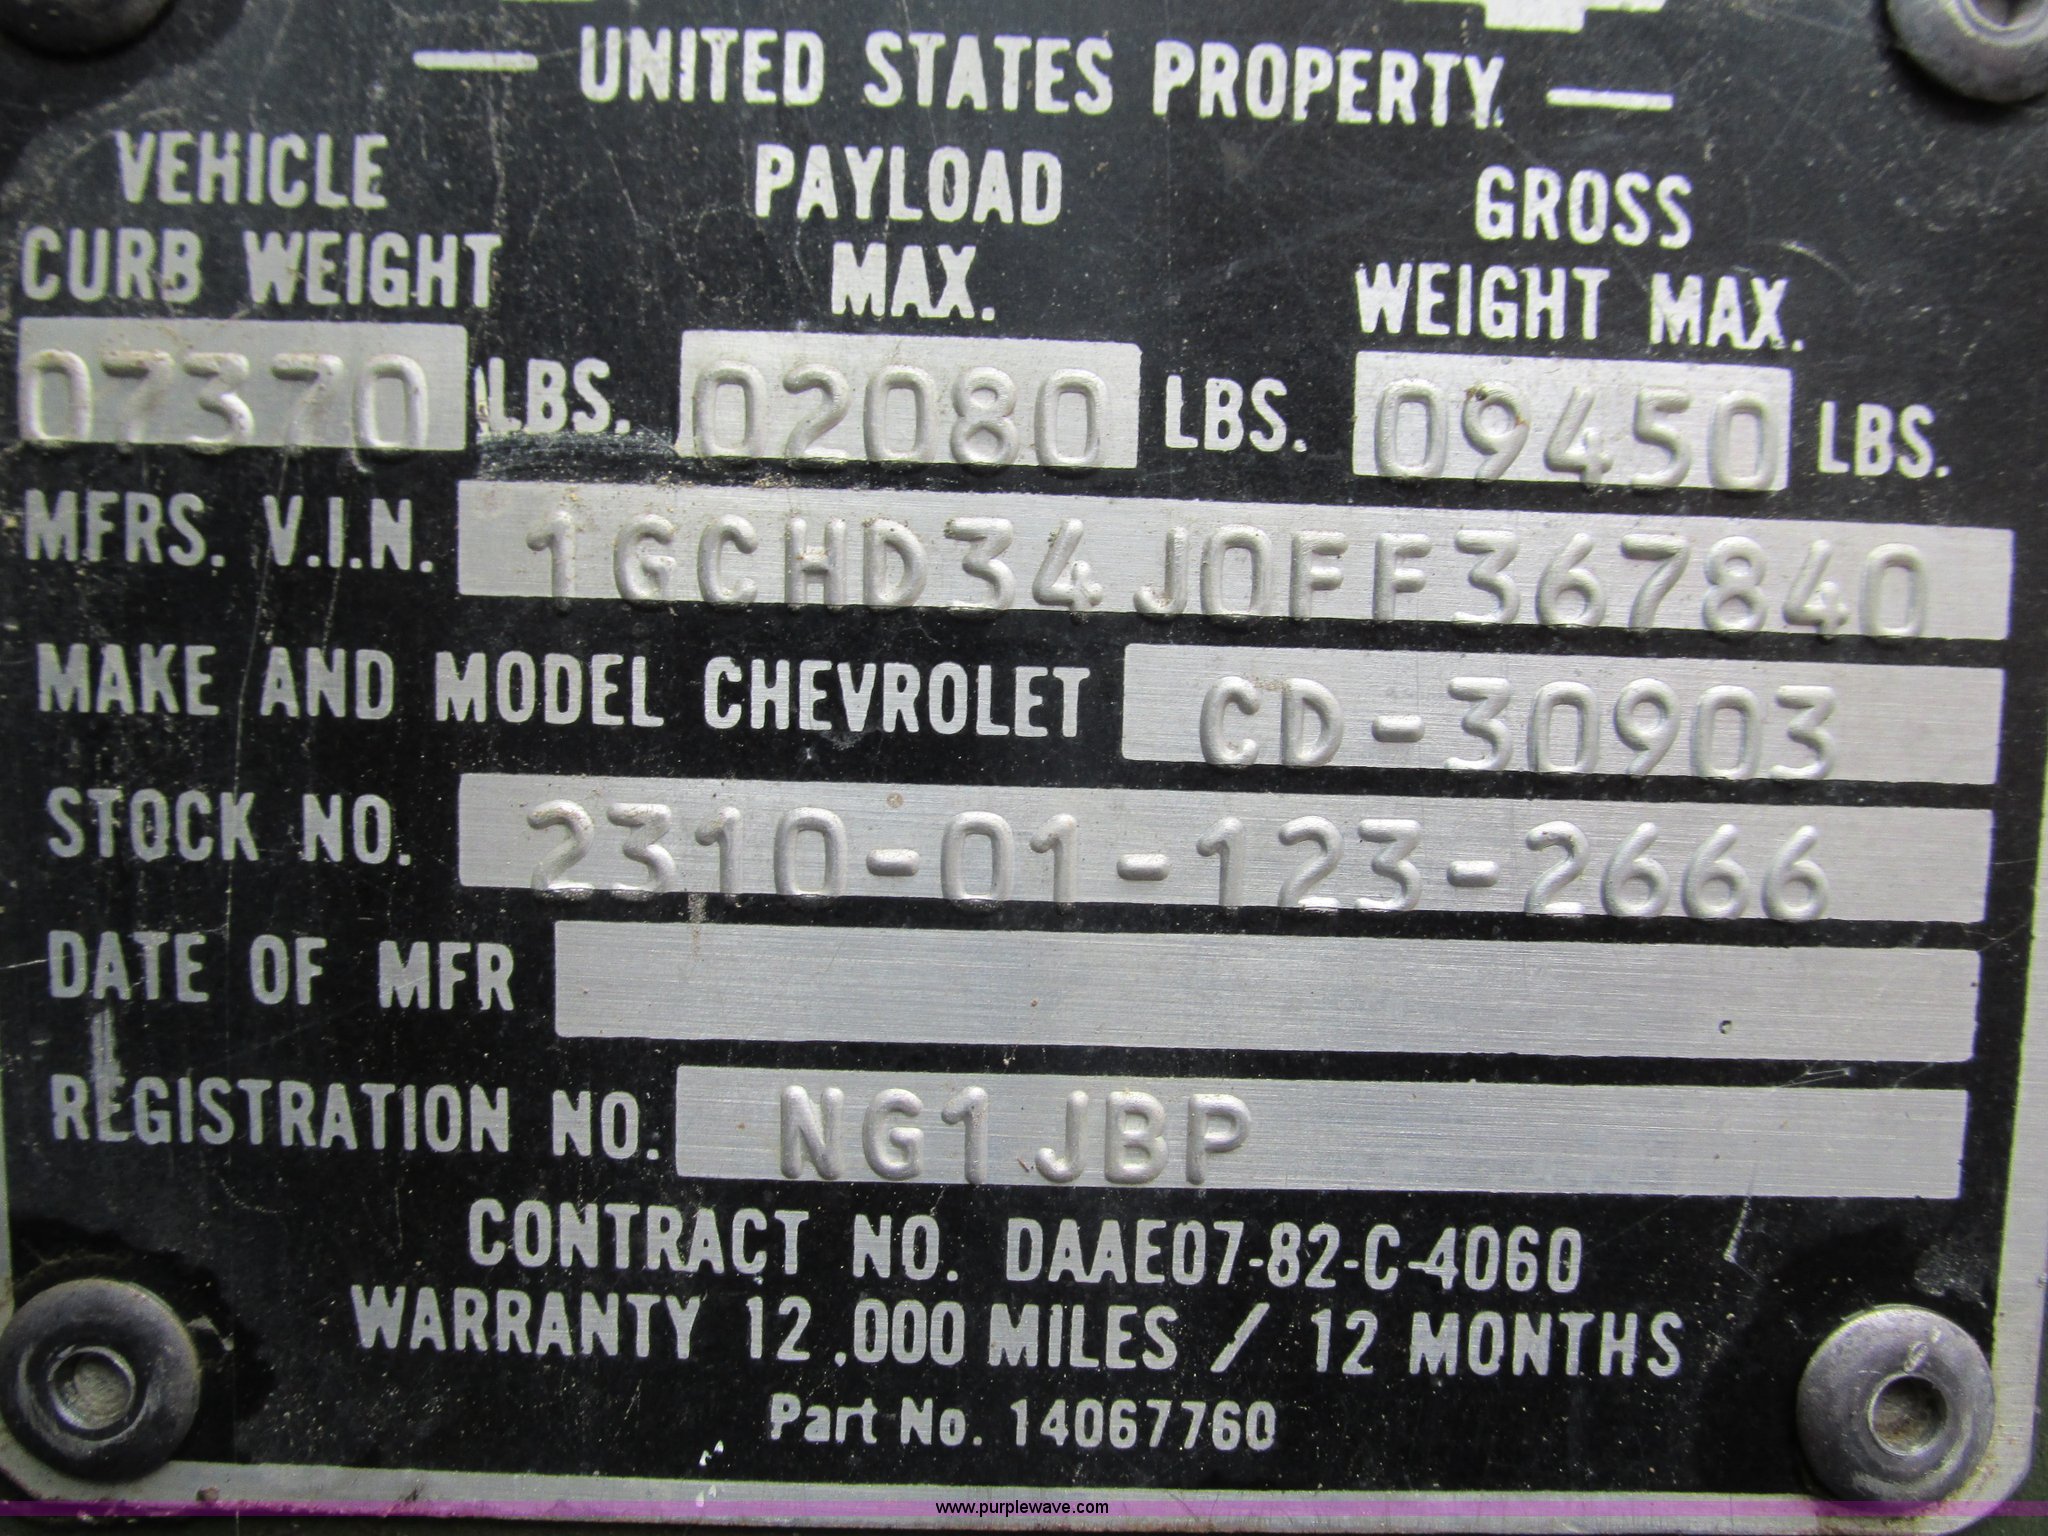 — UNITED STATES PROPERTY —
VEHICLE CURB WEIGHT
PAYLOAD MAX.
GROSS WEIGHT MAX.
07370 LBS. 02080 LBS. 09450 LBS.
MFRS. V.I.N. 1GCHD34J0FF367840
MAKE AND MODEL CHEVROLET CD-30903
STOCK NO. 2310-01-123-2666
DATE OF MFR
REGISTRATION NO. NG1JBP
CONTRACT NO. DAAE07-82-C-4060
WARRANTY 12,000 MILES / 12 MONTHS
Part No. 14067760
www.purplewave.com